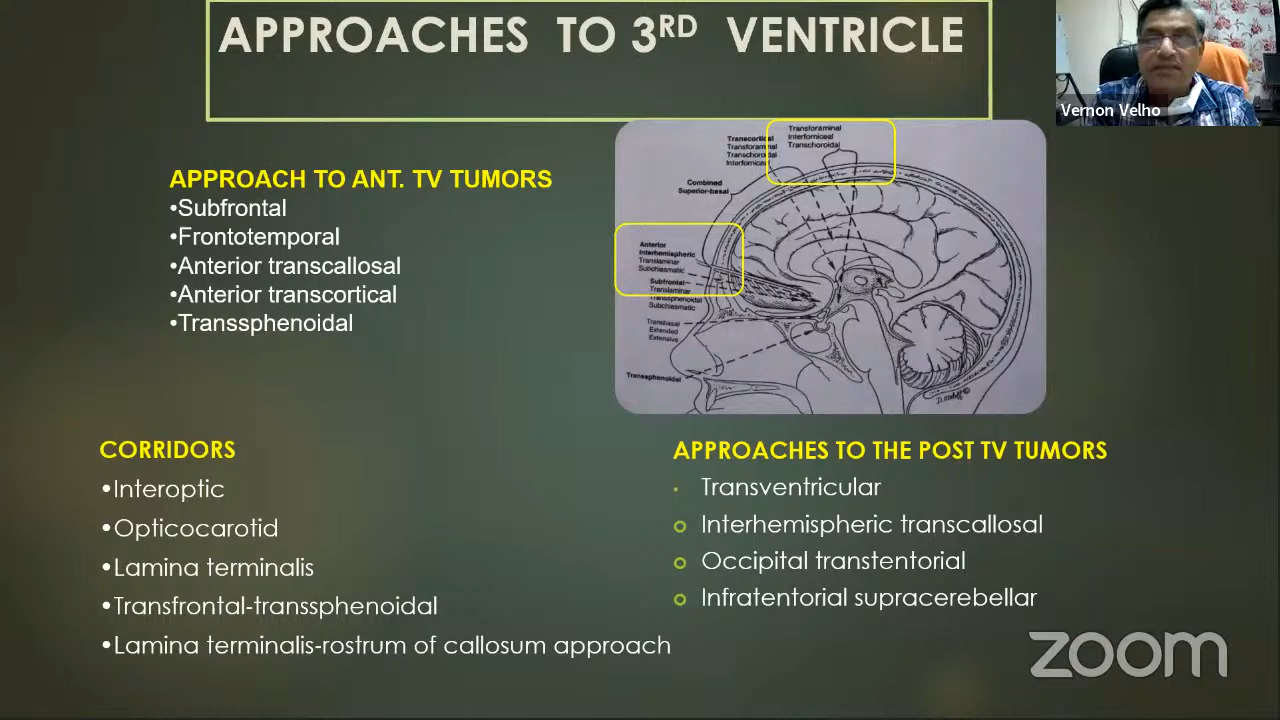 APPROACHES TO 3RD VENTRICLE
Vernon Velho
APPROACH TO ANT. TV TUMORS
•Subfrontal
•Frontotemporal
•Anterior transcallosal
•Anterior transcortical
•Transsphenoidal
Transforaminal
Interforniceal
Transchoroidal
Transcortical
Transforaminal
Transchoroidal
Interforniceal
Combined
Superior-basal
Anterior
Interhemispheric
Translaminar
Subchiasmatic
Subfrontal
Translaminar
Transsphenoidal
Subchiasmatic
Transbasal
Extended
Extensive
Transsphenoidal
CORRIDORS
•Interoptic
•Opticocarotid
•Lamina terminalis
•Transfrontal-transsphenoidal
•Lamina terminalis-rostrum of callosum approach
APPROACHES TO THE POST TV TUMORS
• Transventricular
o Interhemispheric transcallosal
o Occipital transtentorial
o Infratentorial supracerebellar
zoom